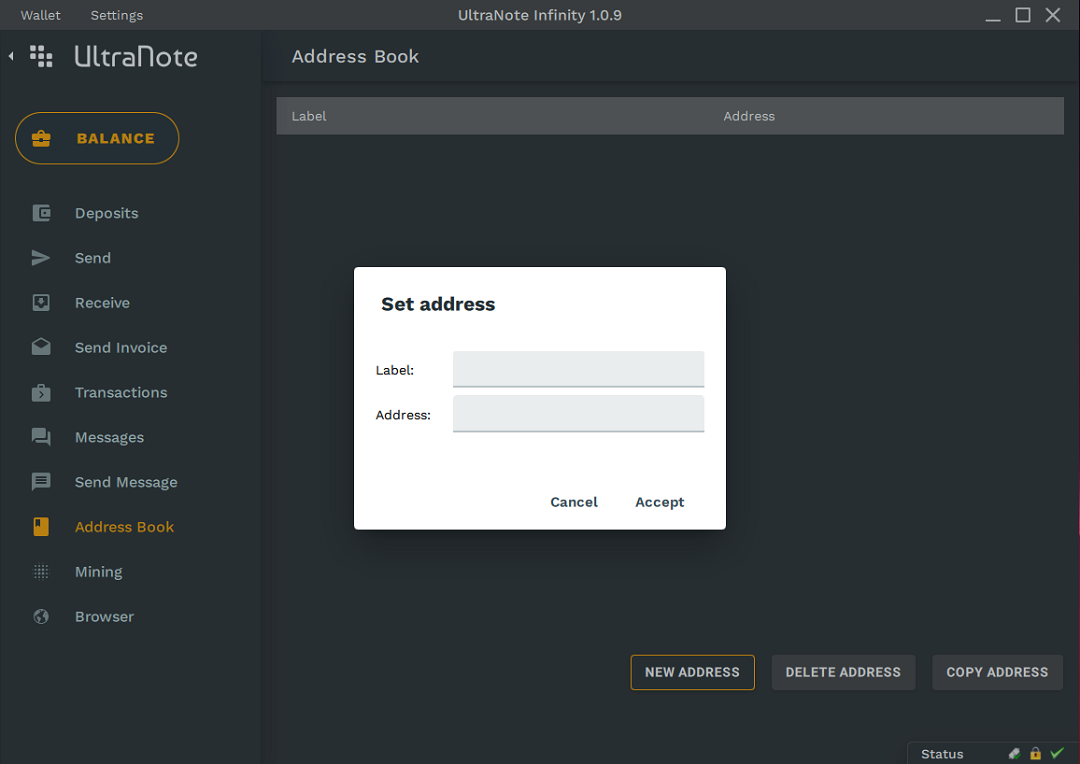 Wallet Settings UltraNote Infinity 1.0.9
UltraNote
Address Book
BALANCE
Deposits
Send
Receive
Send Invoice
Transactions
Messages
Send Message
Address Book
Mining
Browser
Label Address
Set address
Label:
Address:
Cancel Accept
NEW ADDRESS DELETE ADDRESS COPY ADDRESS
Status